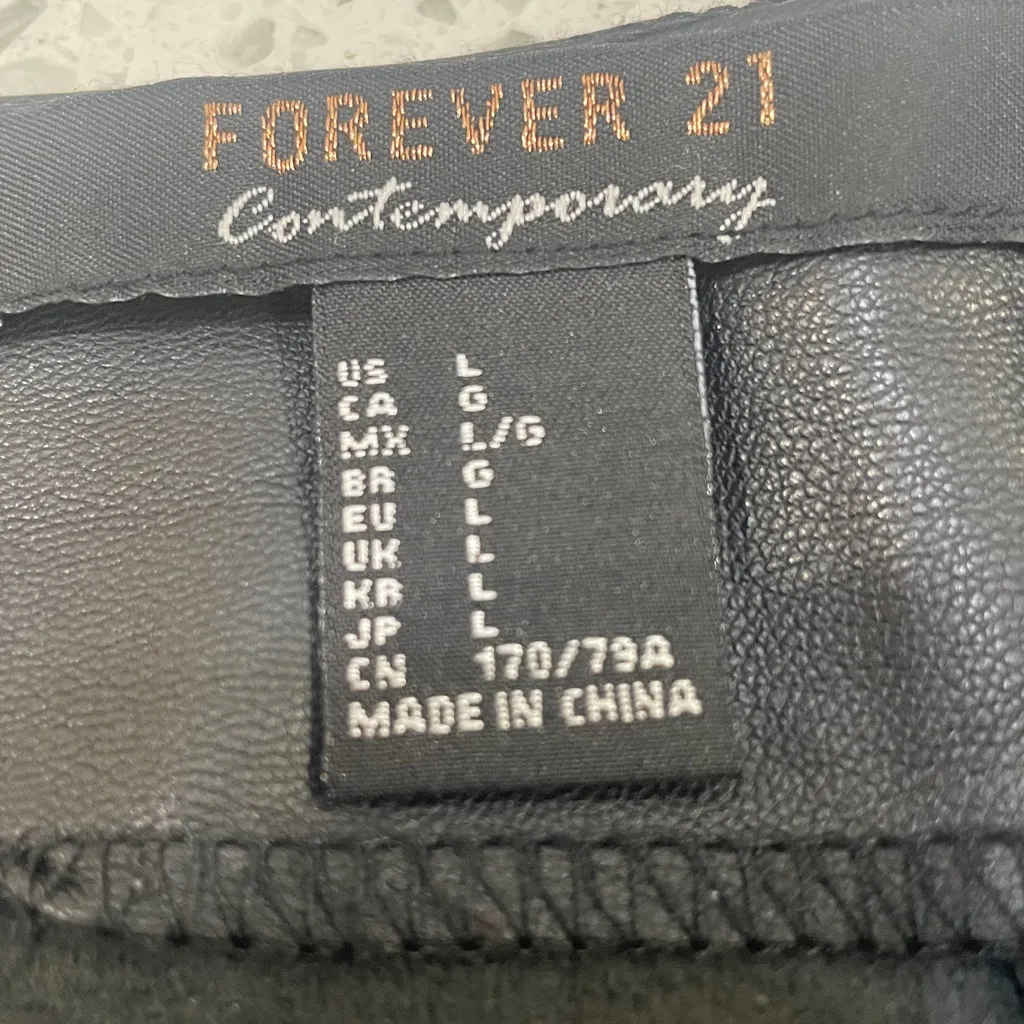 FOREVER 21
Contemporary
US L
CA G
MX L/G
BR G
EU L
UK L
KR L
JP L
CN 170/79A
MADE IN CHINA